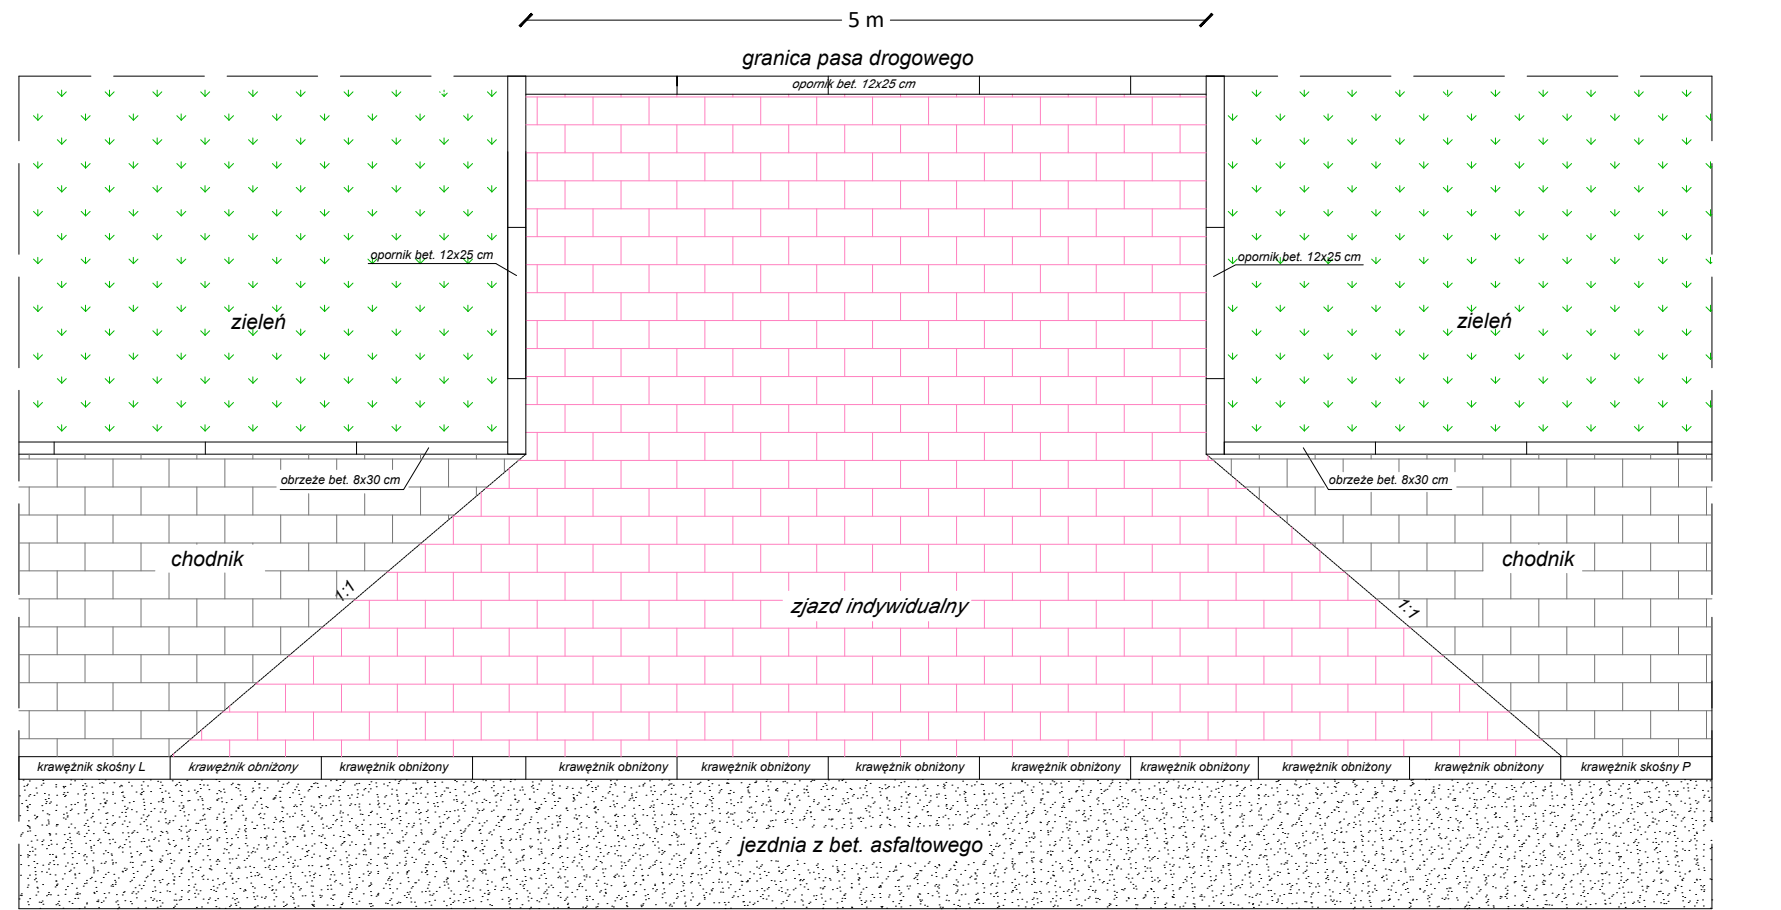 5 m
granica pasa drogowego
opornik bet. 12x25 cm
opornik bet. 12x25 cm
opornik bet. 12x25 cm
zieleń
zieleń
obrzeże bet. 8x30 cm
obrzeże bet. 8x30 cm
chodnik
chodnik
1:1
1:1
zjazd indywidualny
krawężnik skośny L
krawężnik obniżony
krawężnik obniżony
krawężnik obniżony
krawężnik obniżony
krawężnik obniżony
krawężnik obniżony
krawężnik obniżony
krawężnik obniżony
krawężnik obniżony
krawężnik skośny P
jezdnia z bet. asfaltowego